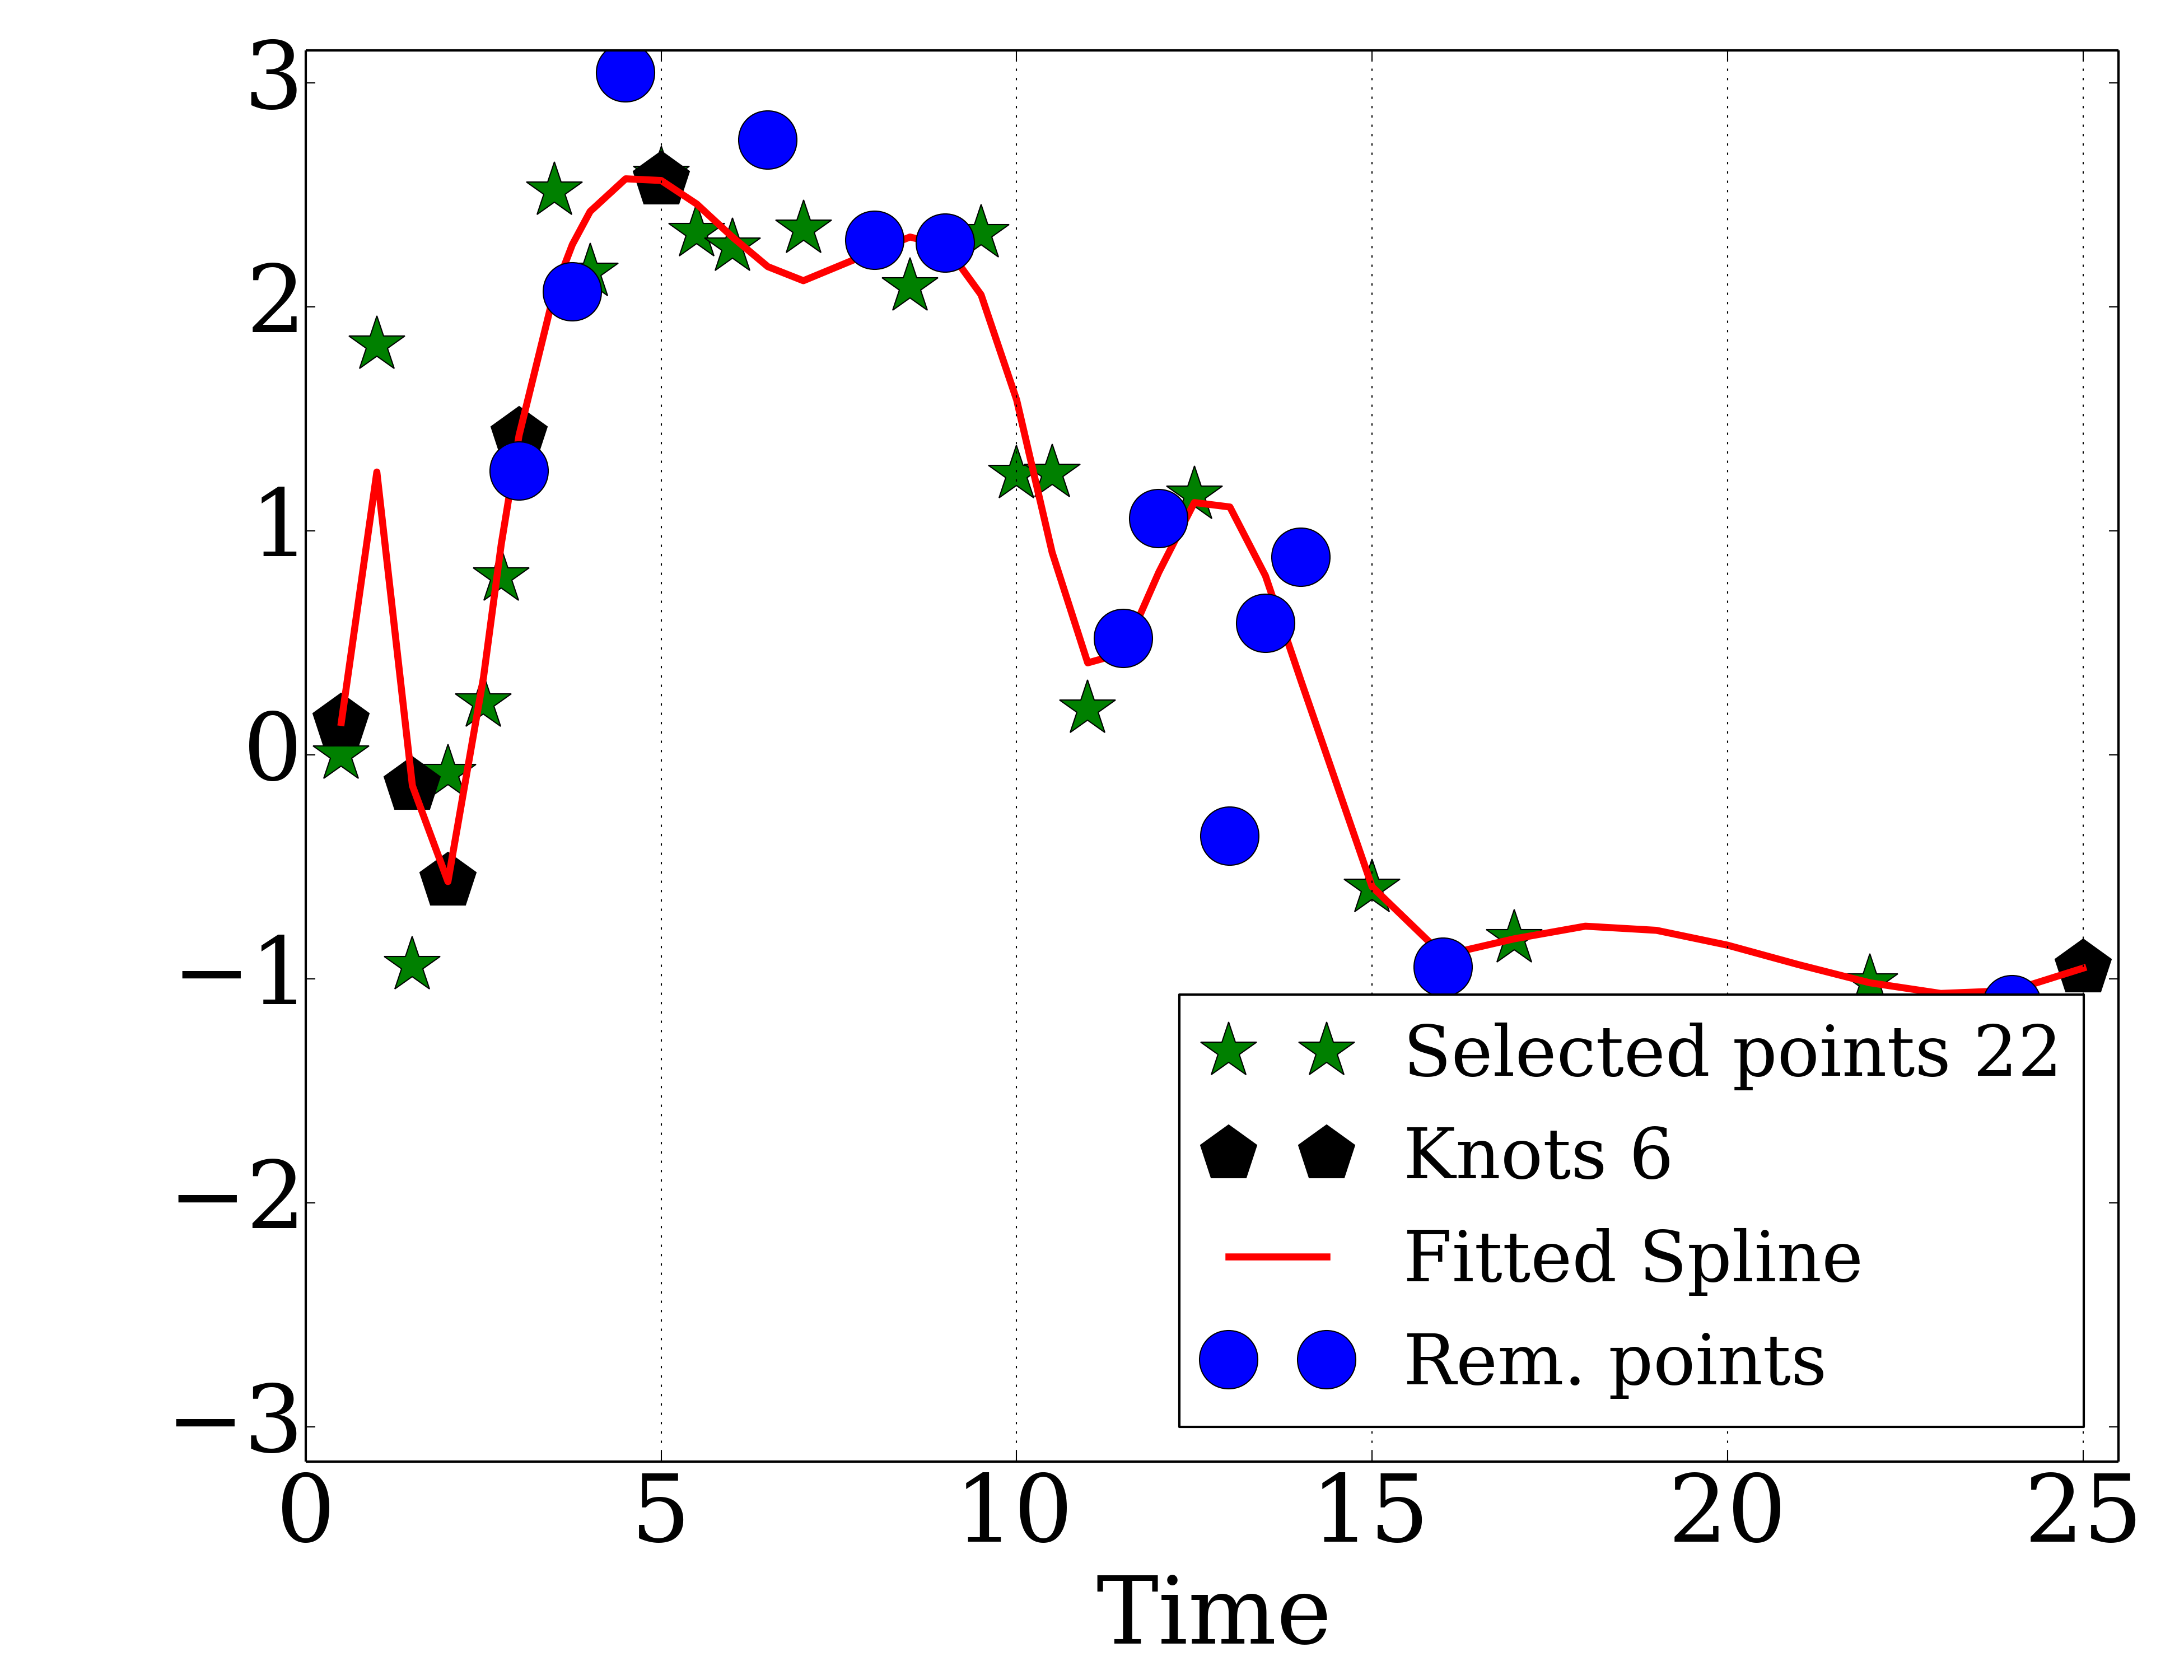 3
2
1
0
−1
−2
−3
Selected points 22
Knots 6
Fitted Spline
Rem. points
0 5 10 15 20 25
Time